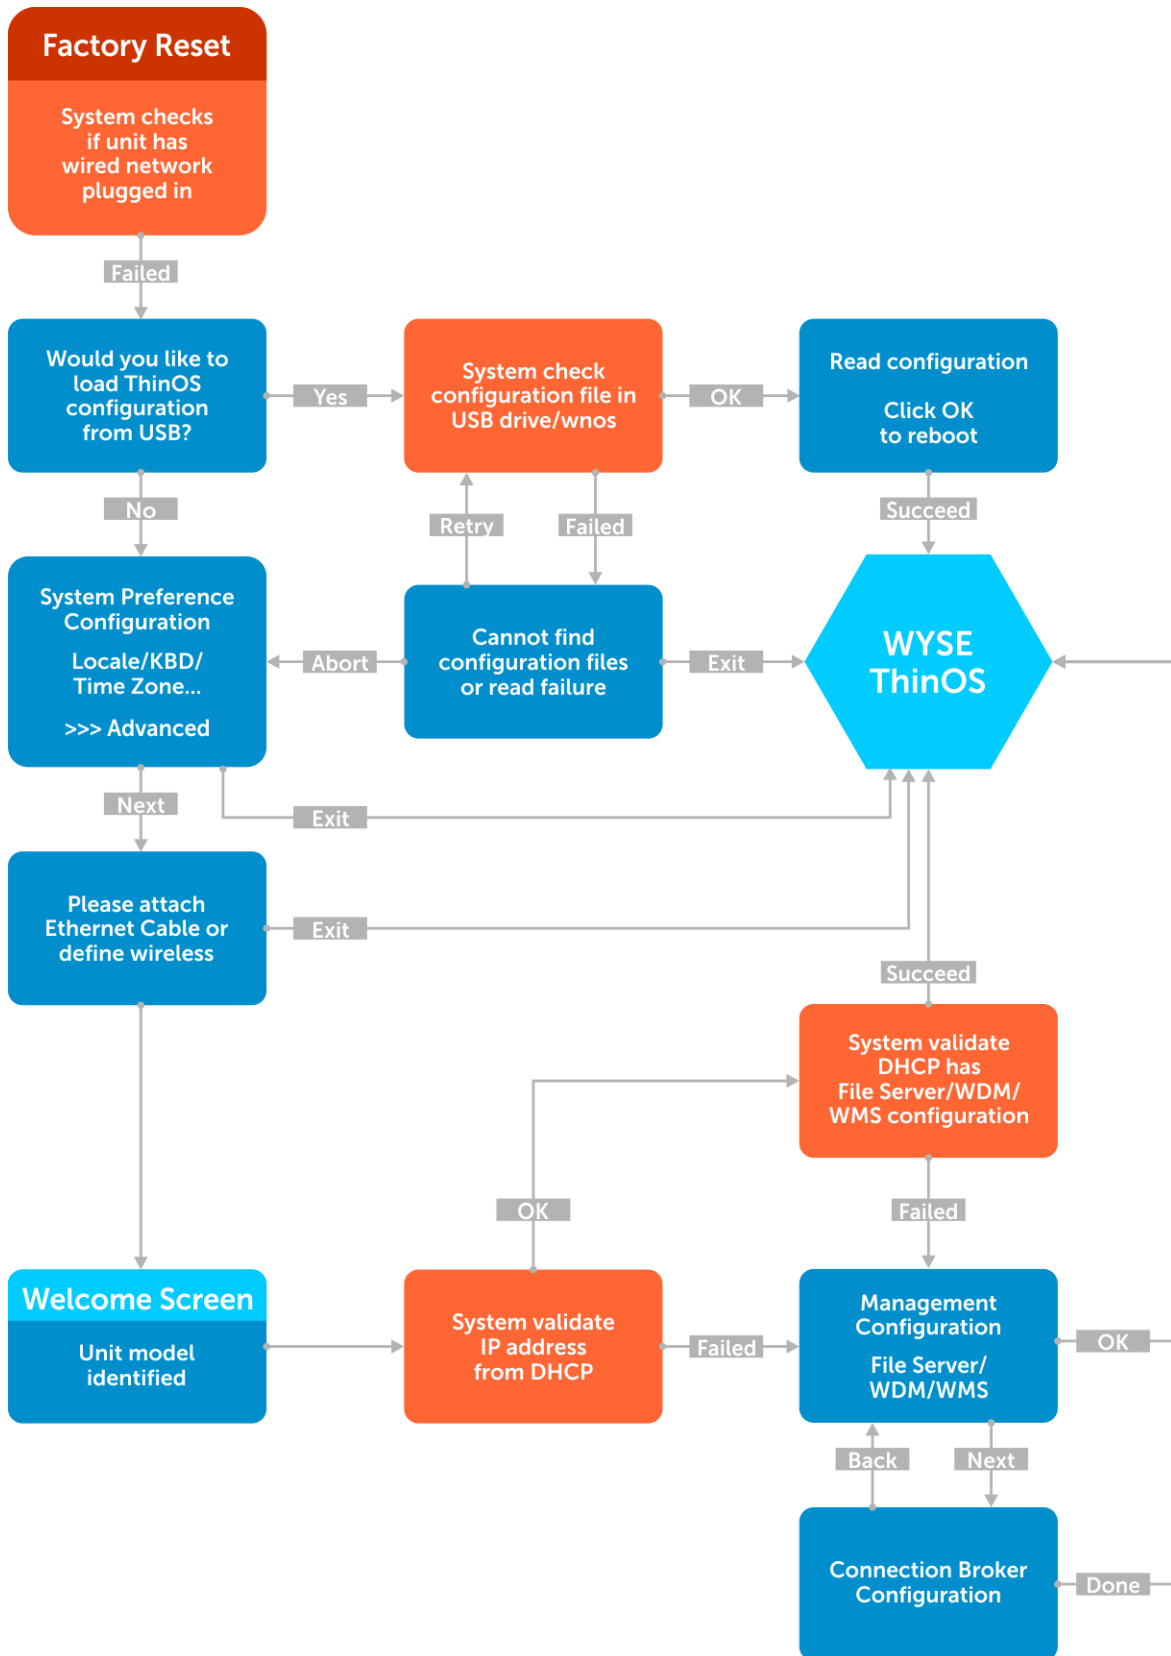 Factory Reset
System checks
if unit has
wired network
plugged in
Failed
Would you like to
load ThinOS
configuration
from USB?
Yes
System check
configuration file in
USB drive/wnos
OK
Read configuration
Click OK
to reboot
No
Retry
Failed
Succeed
System Preference
Configuration
Locale/KBD/
Time Zone...
>>> Advanced
Abort
Cannot find
configuration files
or read failure
Exit
WYSE
ThinOS
Next
Exit
Please attach
Ethernet Cable or
define wireless
Exit
Succeed
System validate
DHCP has
File Server/WDM/
WMS configuration
OK
Failed
Welcome Screen
Unit model
identified
System validate
IP address
from DHCP
Failed
Management
Configuration
File Server/
WDM/WMS
OK
Back
Next
Connection Broker
Configuration
Done